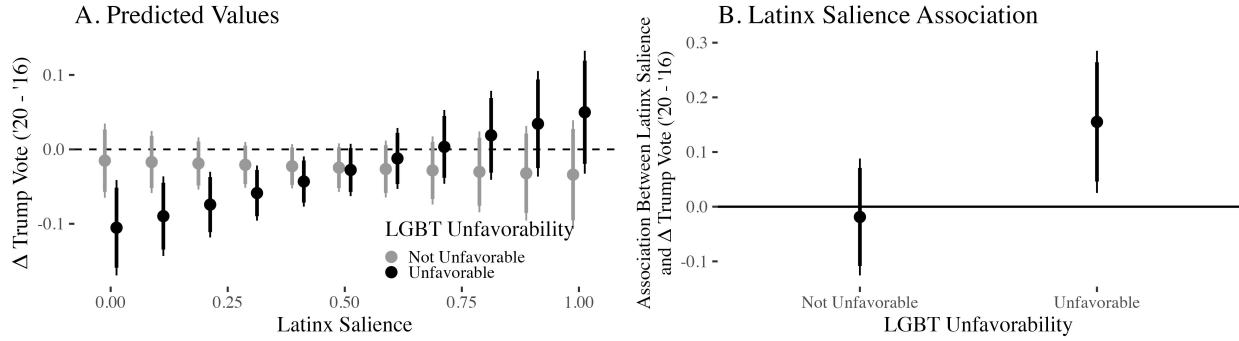 A. Predicted Values
Δ Trump Vote ('20 - '16)
0.1
0.0
-0.1
LGBT Unfavorability
Not Unfavorable
Unfavorable
0.00 0.25 0.50 0.75 1.00
Latinx Salience
B. Latinx Salience Association
Association Between Latinx Salience
and Δ Trump Vote ('20 - '16)
0.3
0.2
0.1
0.0
-0.1
Not Unfavorable Unfavorable
LGBT Unfavorability